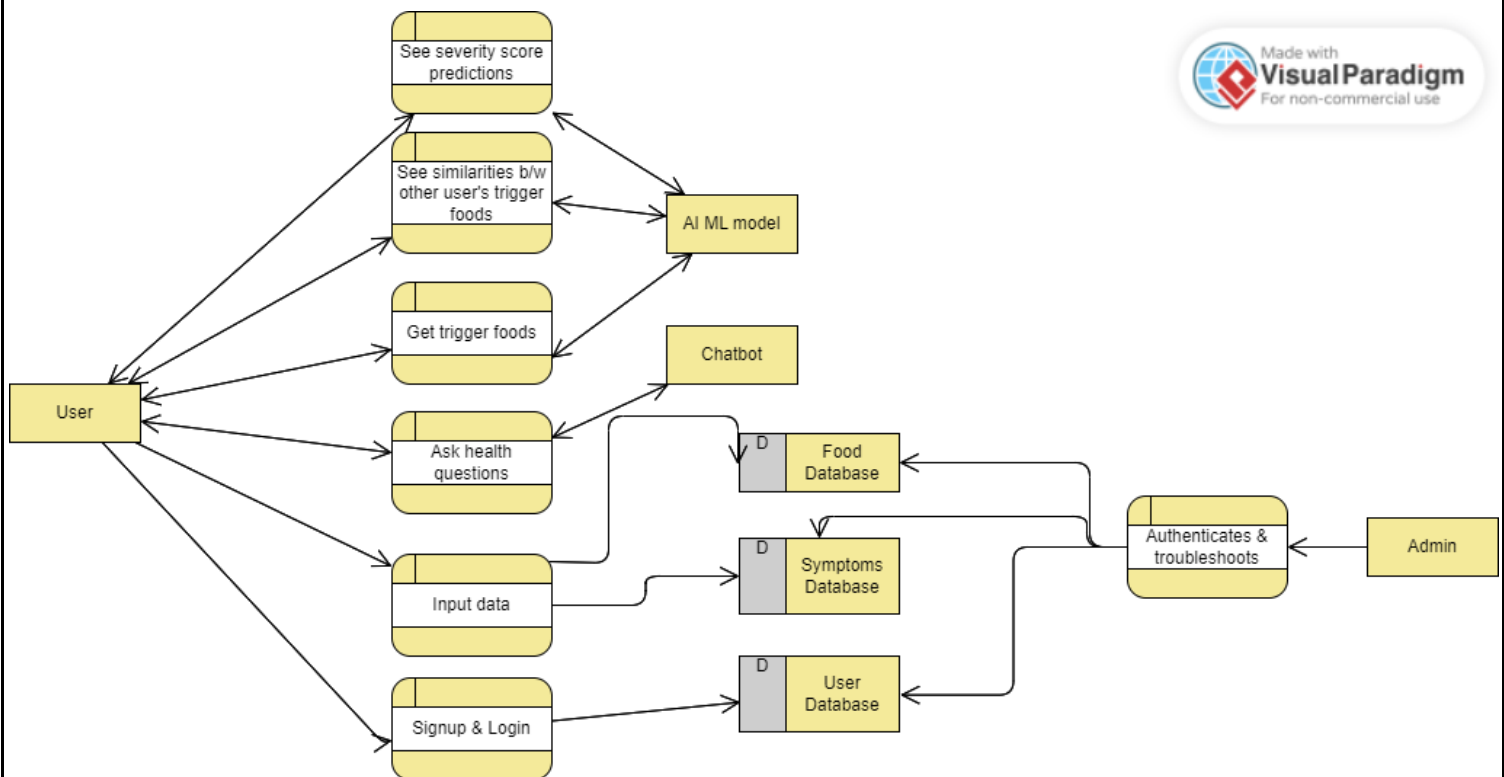 See severity score
predictions
Made with
Visual Paradigm
For non-commercial use
See similarities b/w
other user's trigger
foods
AI ML model
Get trigger foods
Chatbot
User
Ask health
questions
D
Food
Database
D
Symptoms
Database
Authenticates &
troubleshoots
Admin
Input data
D
User
Database
Signup & Login